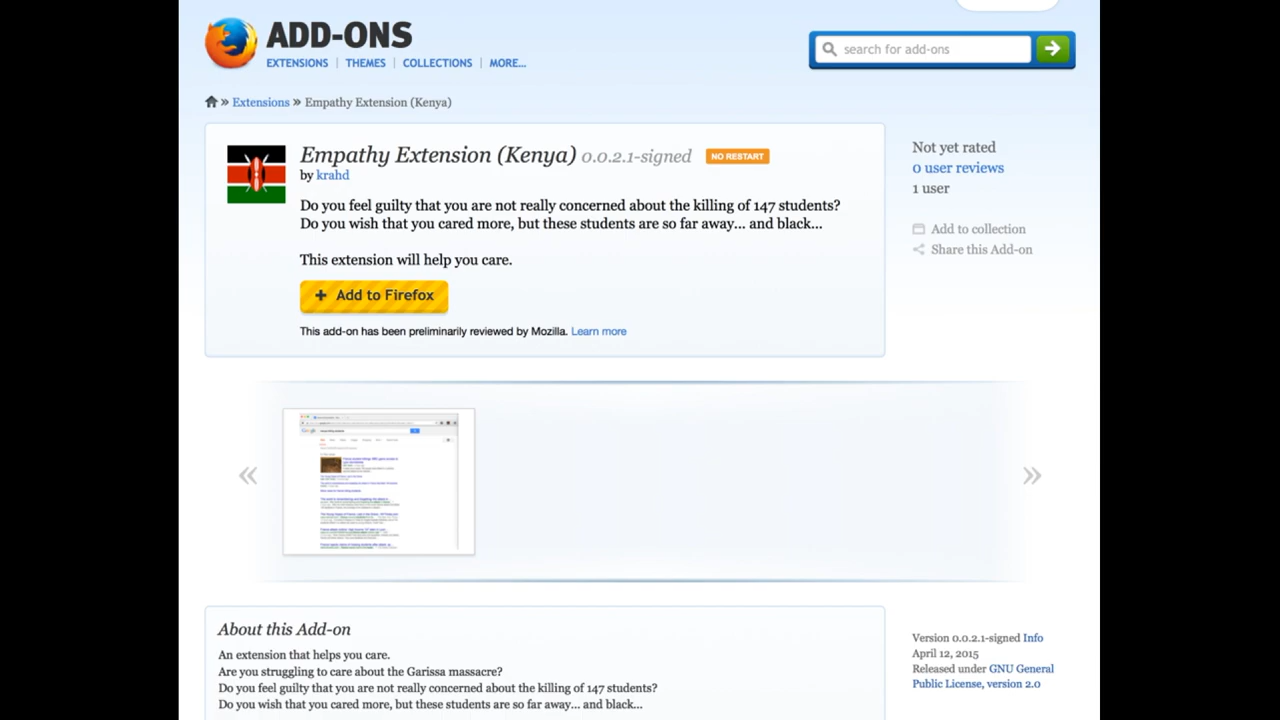 ADD-ONS
EXTENSIONS | THEMES | COLLECTIONS | MORE...
search for add-ons
» Extensions » Empathy Extension (Kenya)
Empathy Extension (Kenya) 0.0.2.1-signed NO RESTART
by krahd
Do you feel guilty that you are not really concerned about the killing of 147 students?
Do you wish that you cared more, but these students are so far away... and black...
This extension will help you care.
+ Add to Firefox
This add-on has been preliminarily reviewed by Mozilla. Learn more
Not yet rated
0 user reviews
1 user
Add to collection
Share this Add-on
About this Add-on
An extension that helps you care.
Are you struggling to care about the Garissa massacre?
Do you feel guilty that you are not really concerned about the killing of 147 students?
Do you wish that you cared more, but these students are so far away... and black...
Version 0.0.2.1-signed Info
April 12, 2015
Released under GNU General
Public License, version 2.0